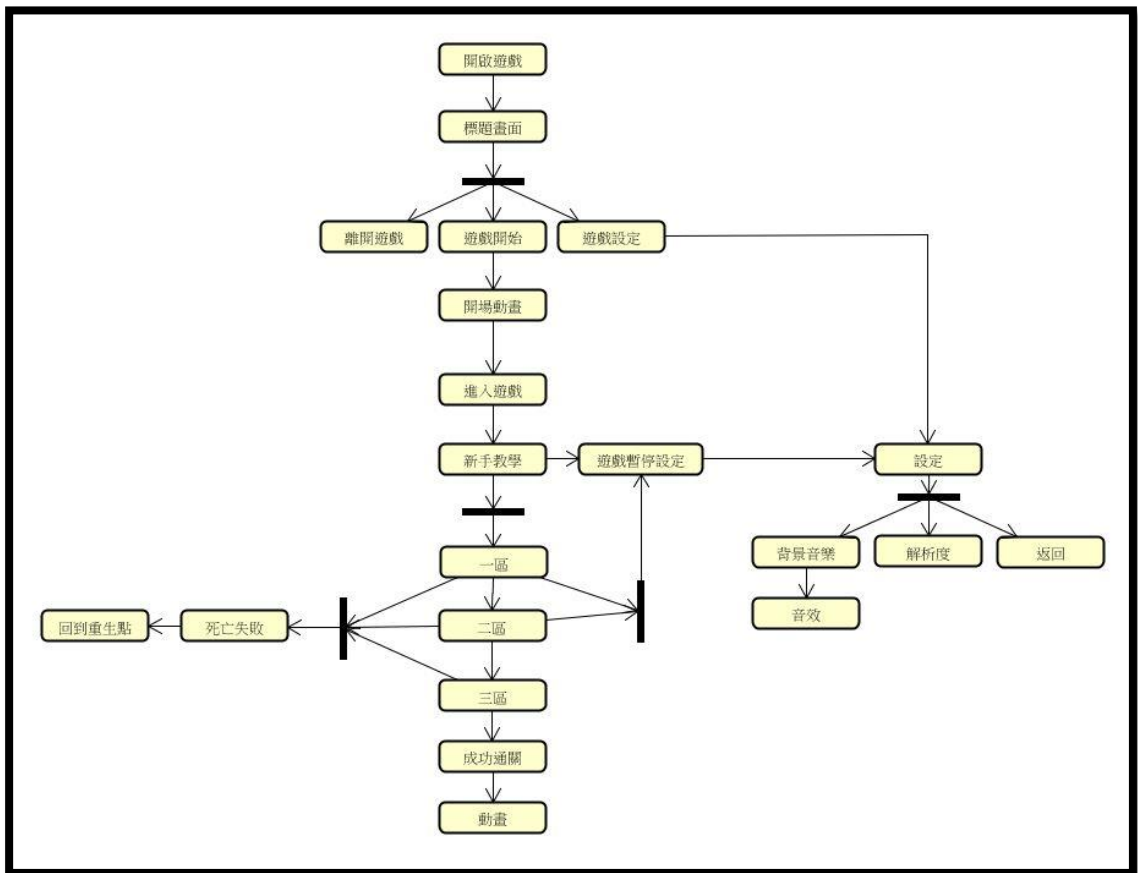 開啟遊戲
標題畫面
離開遊戲
遊戲開始
遊戲設定
開場動畫
進入遊戲
新手教學
遊戲暫停設定
設定
背景音樂
解析度
返回
一區
音效
回到重生點
死亡失敗
二區
三區
成功通關
動畫